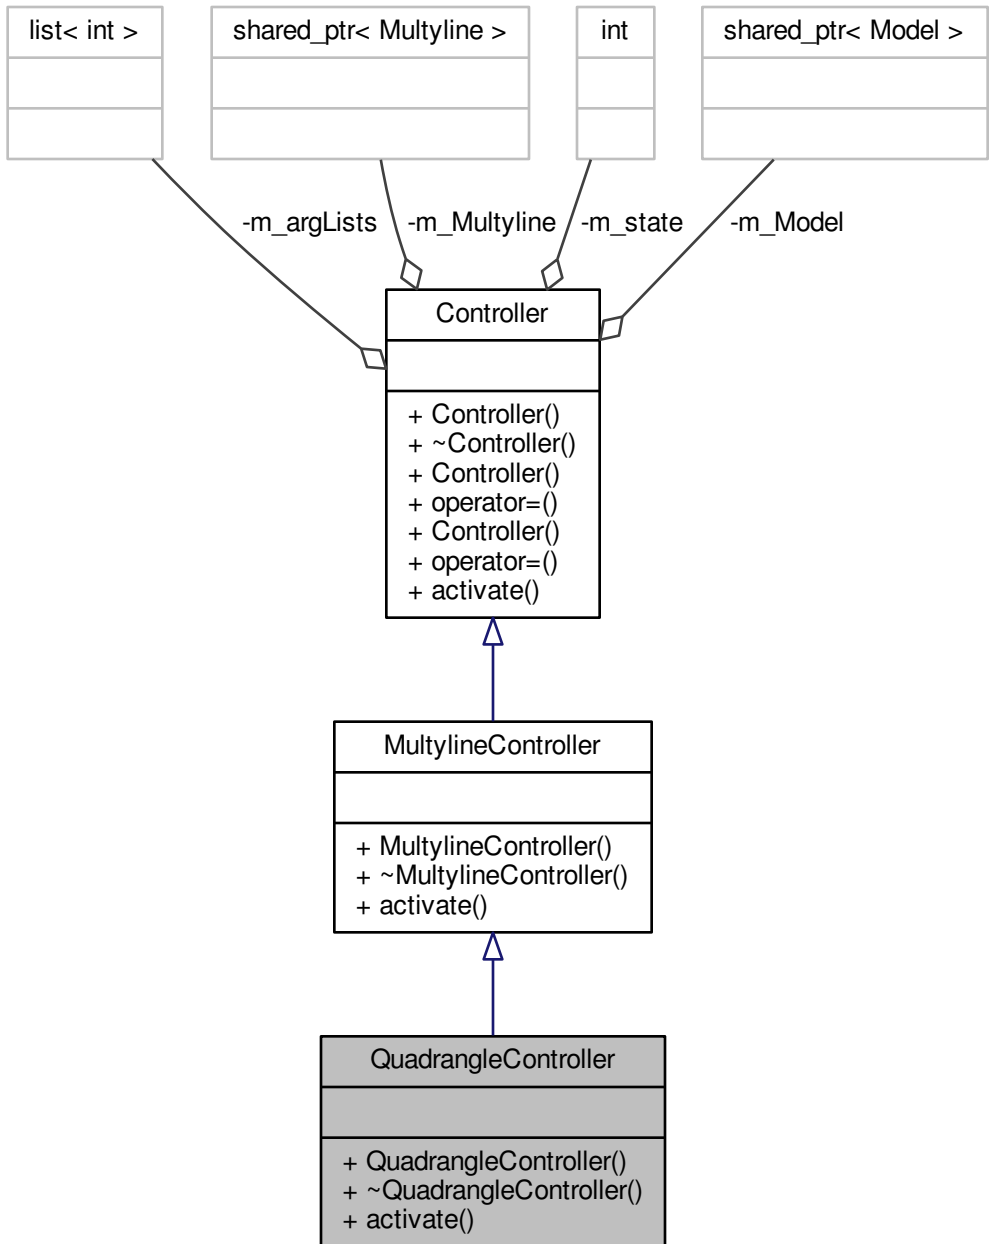 list< int >
shared_ptr< Multyline >
int
shared_ptr< Model >
-m_argLists
-m_Multyline
-m_state
-m_Model
Controller
+ Controller()
+ ~Controller()
+ Controller()
+ operator=()
+ Controller()
+ operator=()
+ activate()
MultylineController
+ MultylineController()
+ ~MultylineController()
+ activate()
QuadrangleController
+ QuadrangleController()
+ ~QuadrangleController()
+ activate()